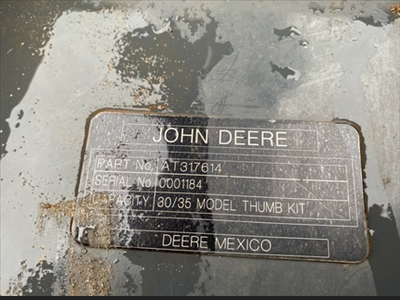 JOHN DEERE
PART No. AT317614
SERIAL No 0001184
CAPACITY 30/35 MODEL THUMB KIT
DEERE MEXICO